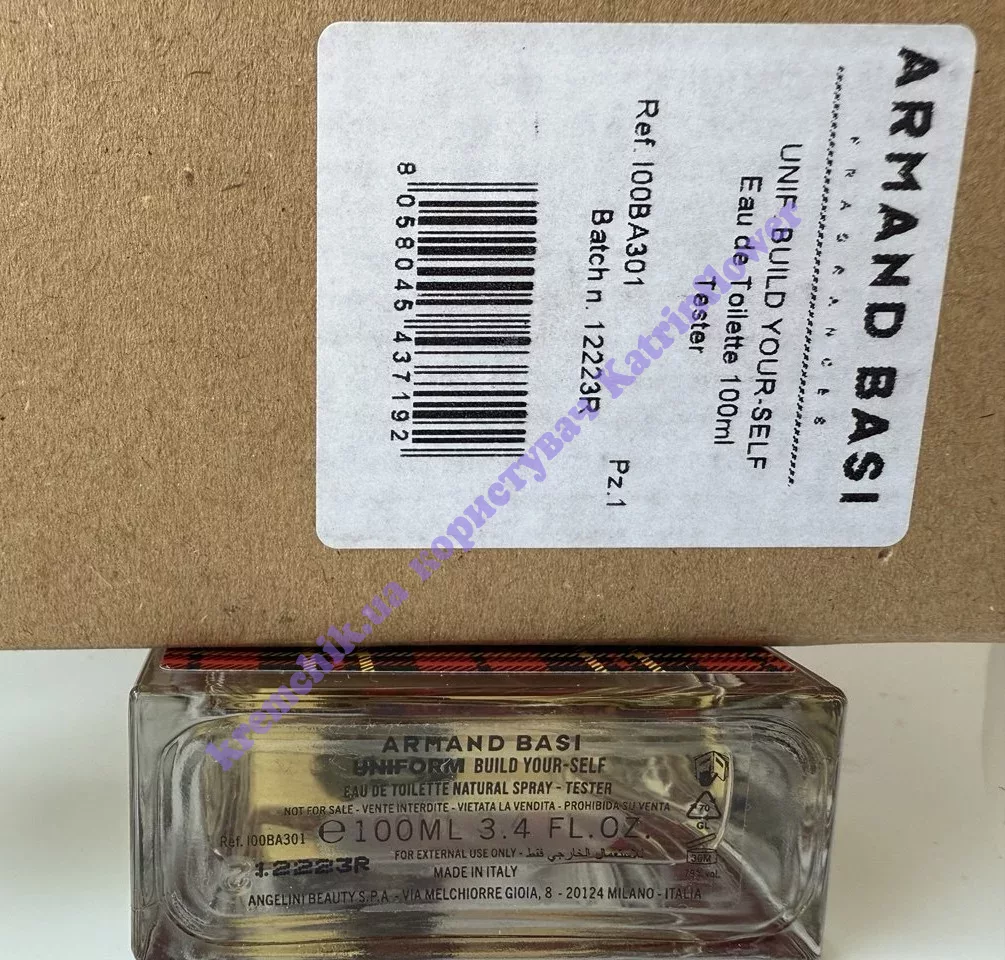 ARMAND BASI
FRAGRANCES
UNIF. BUILD YOUR-SELF
Eau de Toilette 100ml
Tester
Ref. I00BA301
Batch n. 12223R
Pz.1
8 058045 437192
kremchik.ua користувач Katrinflower
ARMAND BASI
UNIFORM BUILD YOUR-SELF
EAU DE TOILETTE NATURAL SPRAY - TESTER
NOT FOR SALE - VENTE INTERDITE - VIETATA LA VENDITA - PROHIBIDA SU VENTA
Ref. I00BA301 e 100ML 3.4 FL.OZ.
FOR EXTERNAL USE ONLY - للاستعمال الخارجي فقط
12223R
MADE IN ITALY
ANGELINI BEAUTY S.P.A. - VIA MELCHIORRE GIOIA, 8 - 20124 MILANO - ITALIA
70
GL
30M